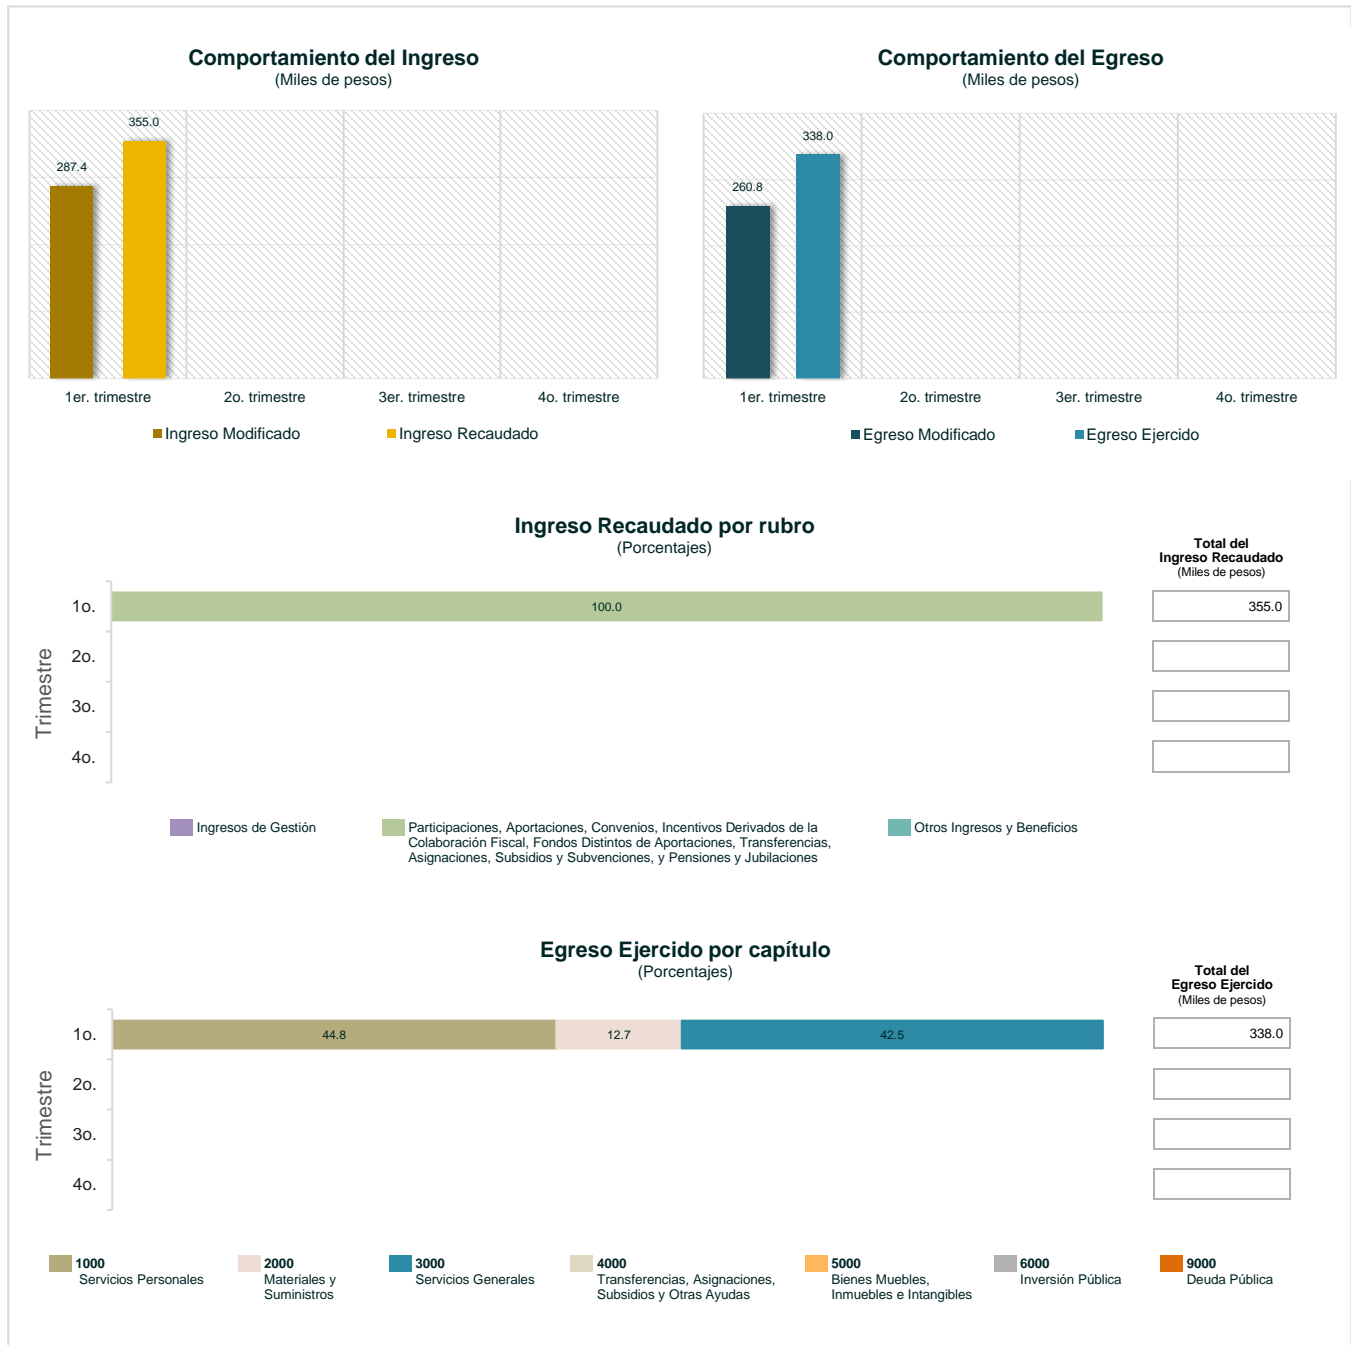 Comportamiento del Ingreso
(Miles de pesos)
355.0
287.4
1er. trimestre
2o. trimestre
3er. trimestre
4o. trimestre
Ingreso Modificado
Ingreso Recaudado
Comportamiento del Egreso
(Miles de pesos)
338.0
260.8
1er. trimestre
2o. trimestre
3er. trimestre
4o. trimestre
Egreso Modificado
Egreso Ejercido
Ingreso Recaudado por rubro
(Porcentajes)
Total del
Ingreso Recaudado
(Miles de pesos)
Trimestre
1o.
100.0
355.0
2o.
3o.
4o.
Ingresos de Gestión
Participaciones, Aportaciones, Convenios, Incentivos Derivados de la
Colaboración Fiscal, Fondos Distintos de Aportaciones, Transferencias,
Asignaciones, Subsidios y Subvenciones, y Pensiones y Jubilaciones
Otros Ingresos y Beneficios
Egreso Ejercido por capítulo
(Porcentajes)
Total del
Egreso Ejercido
(Miles de pesos)
Trimestre
1o.
44.8
12.7
42.5
338.0
2o.
3o.
4o.
1000
Servicios Personales
2000
Materiales y
Suministros
3000
Servicios Generales
4000
Transferencias, Asignaciones,
Subsidios y Otras Ayudas
5000
Bienes Muebles,
Inmuebles e Intangibles
6000
Inversión Pública
9000
Deuda Pública